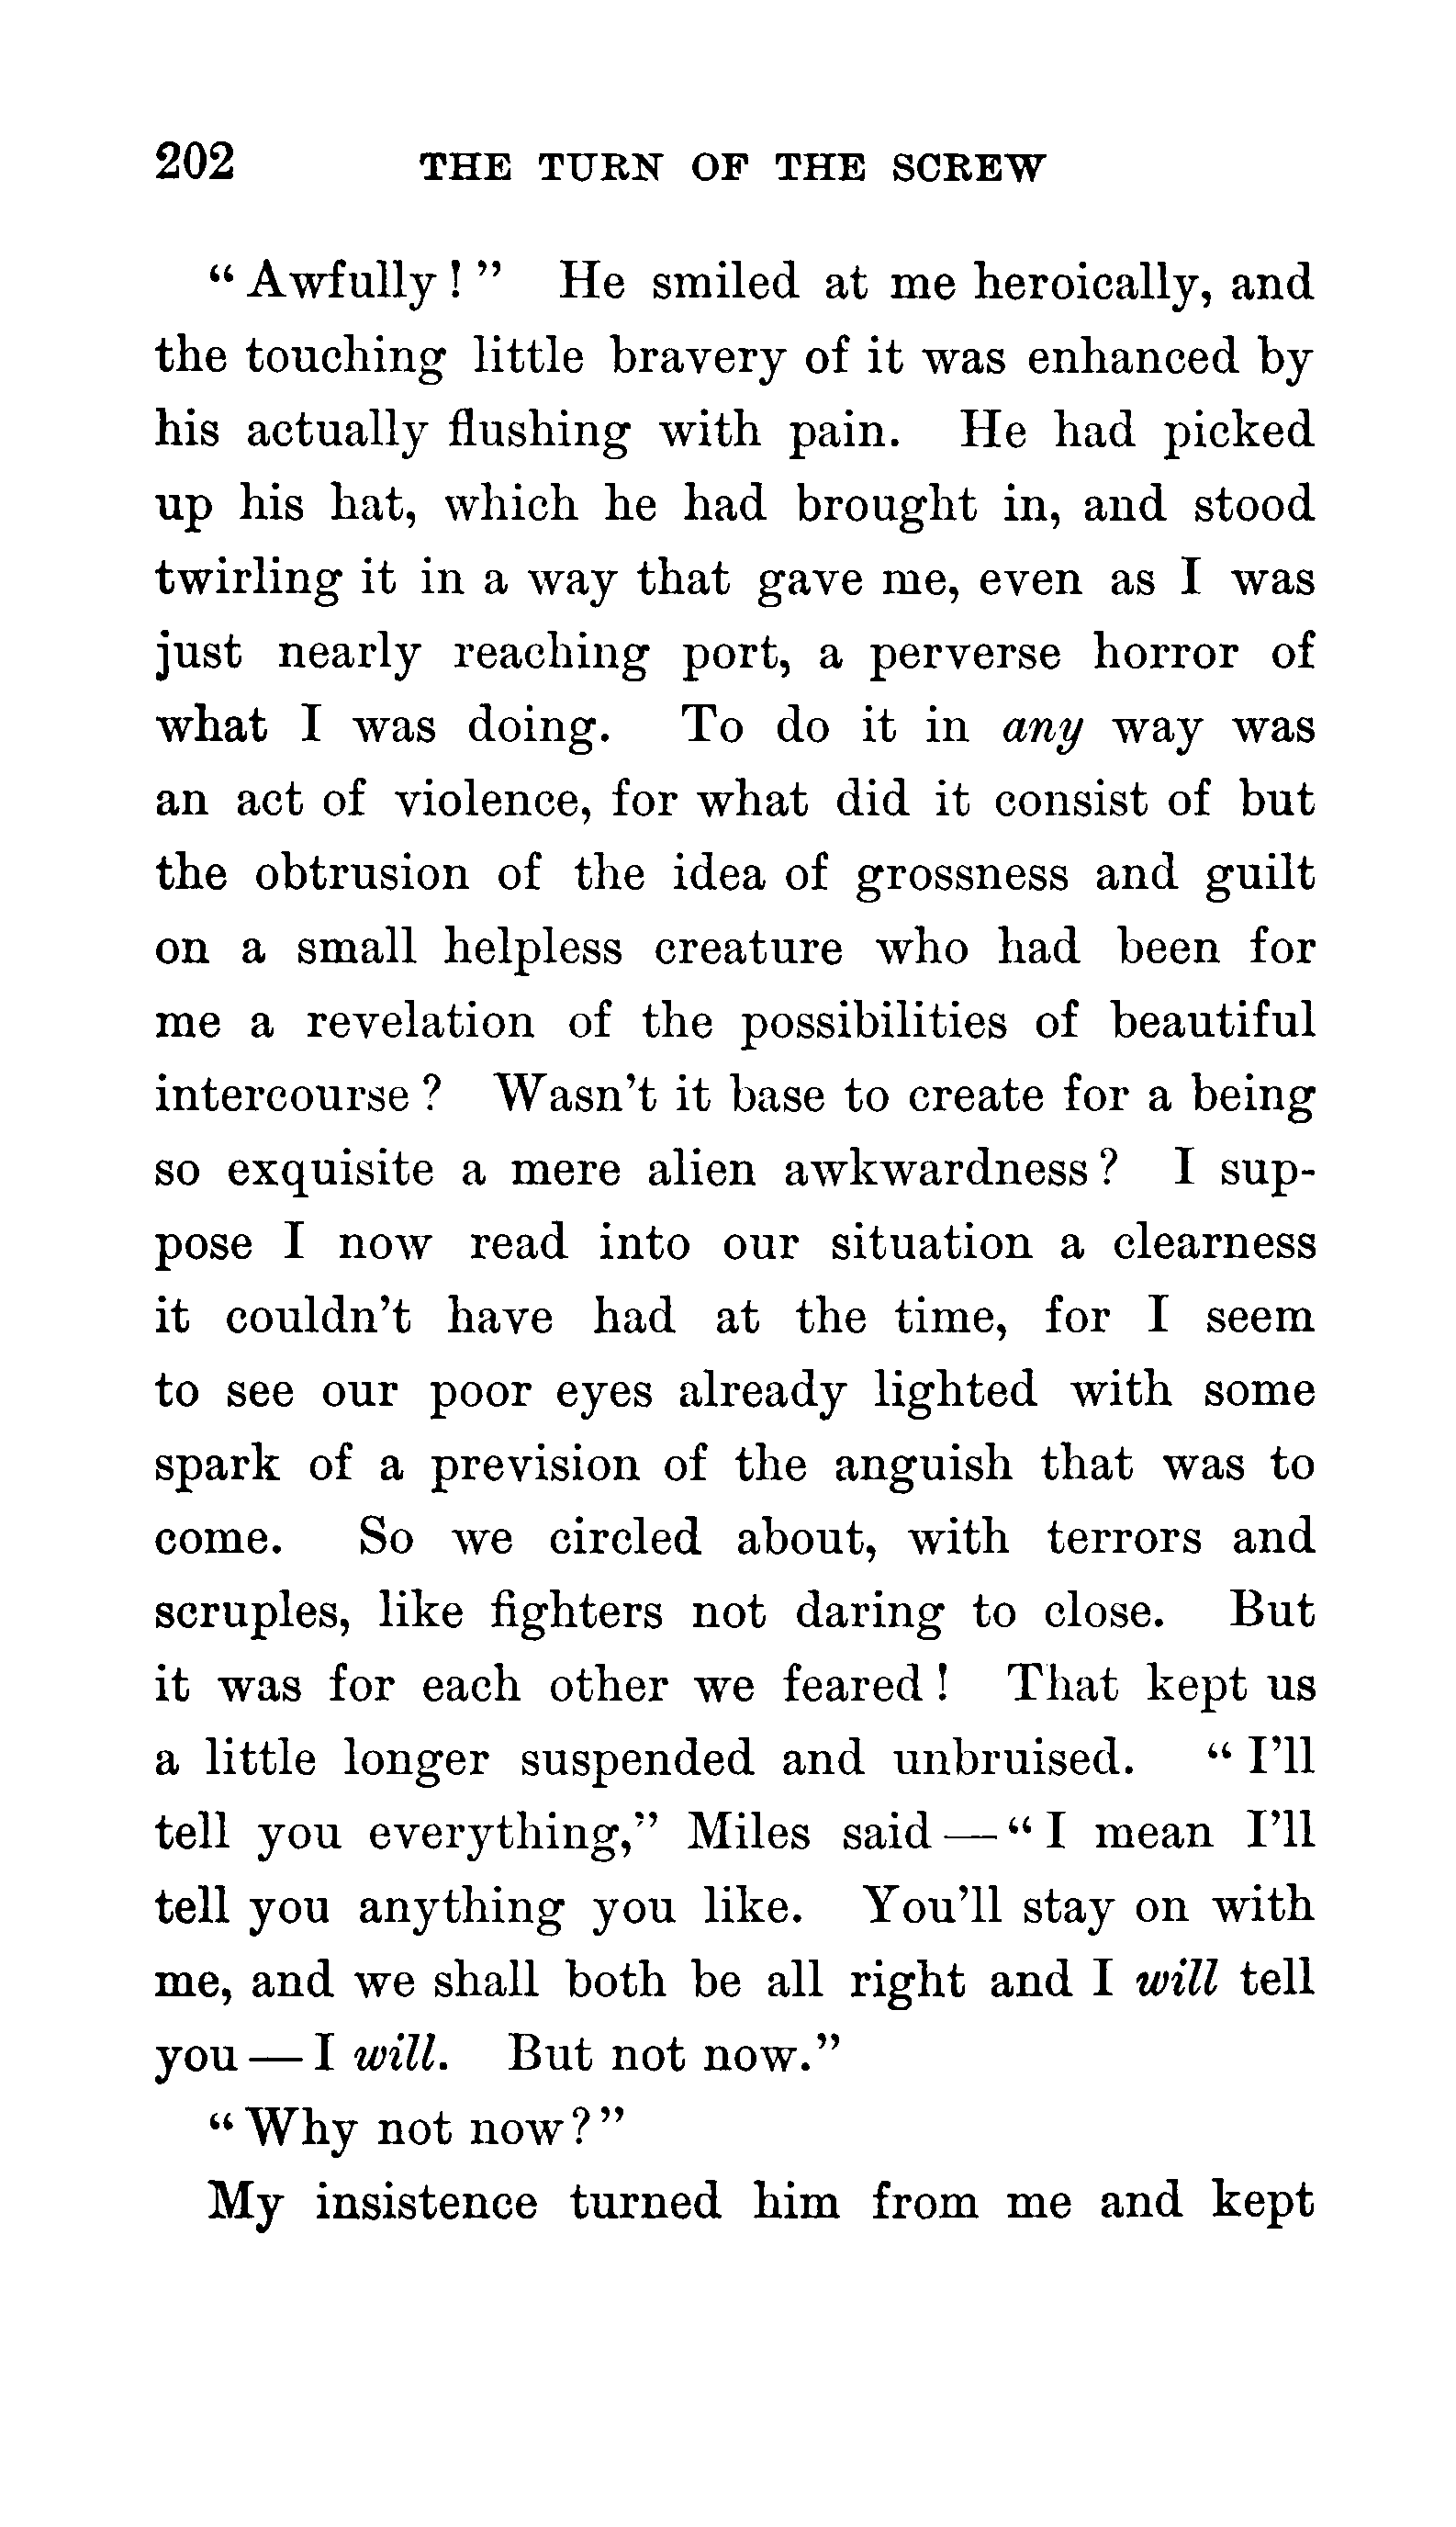 202 THE TURN OF THE SCREW
“ Awfully ! ” He smiled at me heroically, and
the touching little bravery of it was enhanced by
his actually flushing with pain. He had picked
up his hat, which he had brought in, and stood
twirling it in a way that gave me, even as I was
just nearly reaching port, a perverse horror of
what I was doing. To do it in any way was
an act of violence, for what did it consist of but
the obtrusion of the idea of grossness and guilt
on a small helpless creature who had been for
me a revelation of the possibilities of beautiful
intercourse ? Wasn’t it base to create for a being
so exquisite a mere alien awkwardness ? I sup-
pose I now read into our situation a clearness
it couldn’t have had at the time, for I seem
to see our poor eyes already lighted with some
spark of a prevision of the anguish that was to
come. So we circled about, with terrors and
scruples, like fighters not daring to close. But
it was for each other we feared ! That kept us
a little longer suspended and unbruised. “ I’ll
tell you everything,” Miles said — “ I mean I’ll
tell you anything you like. You’ll stay on with
me, and we shall both be all right and I will tell
you — I will. But not now.”
“ Why not now ? ”
My insistence turned him from me and kept